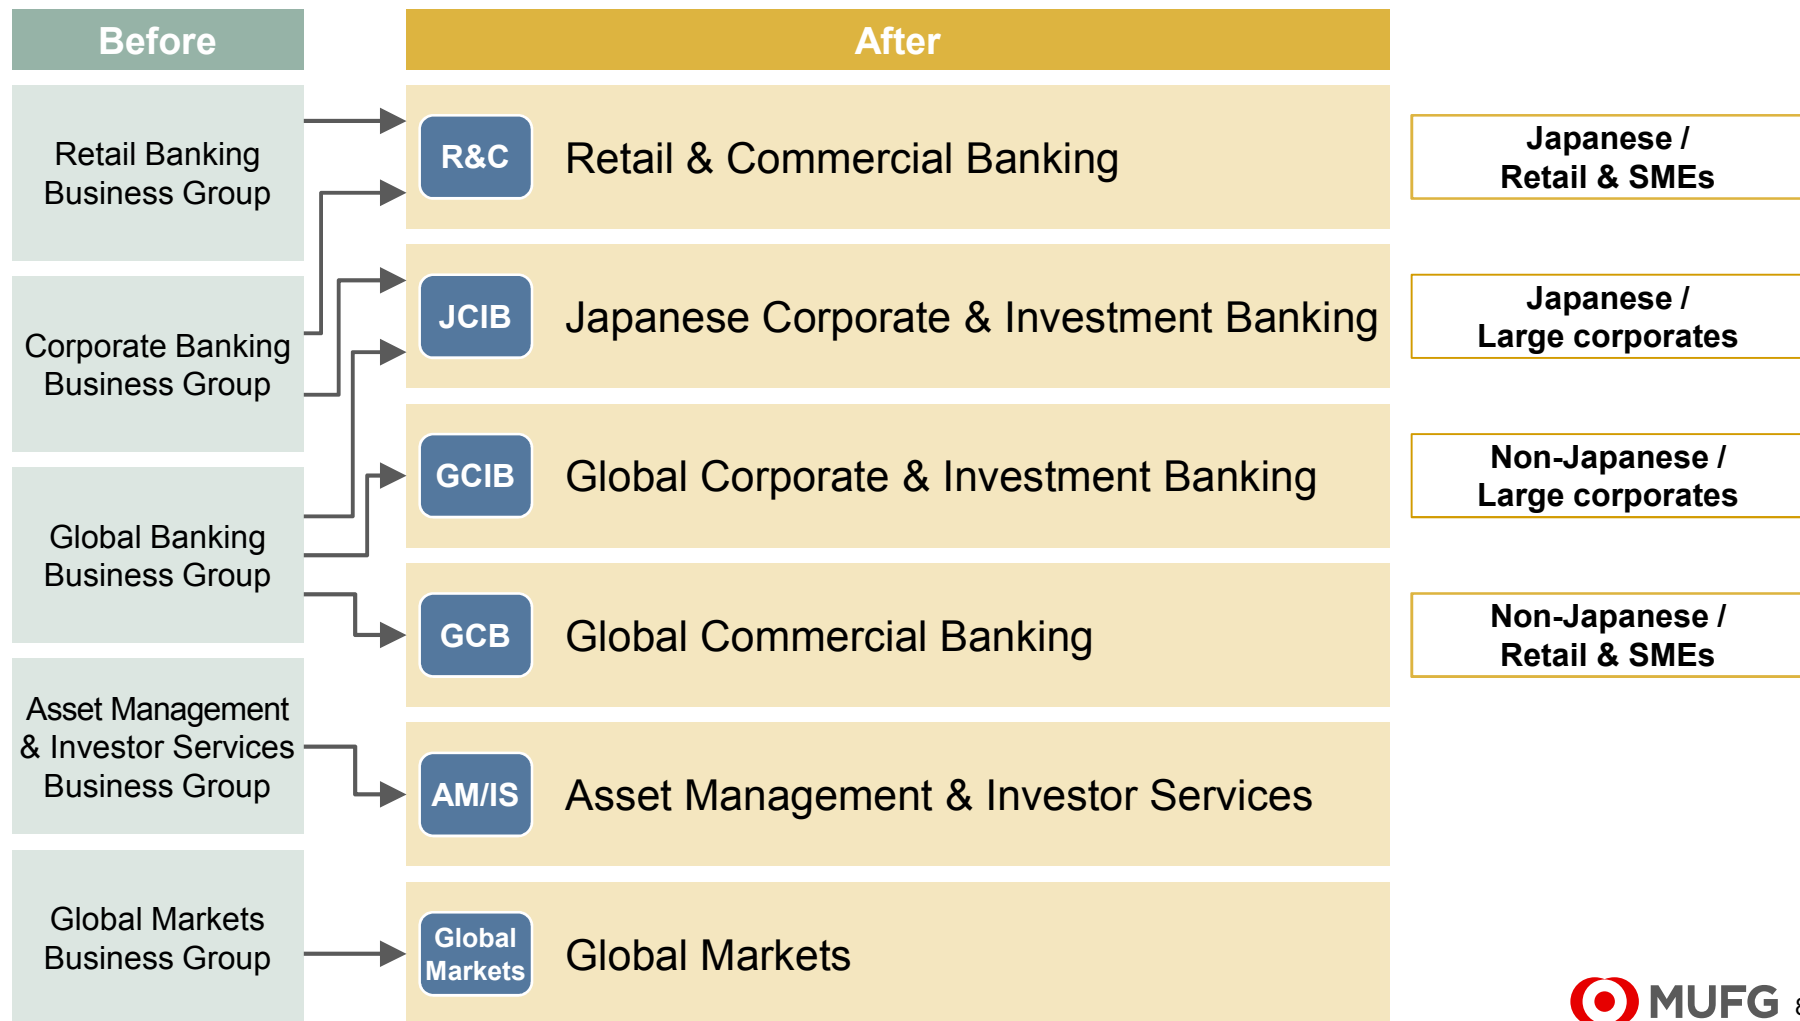 Before
After
Retail Banking
Business Group
R&C
Retail & Commercial Banking
Japanese /
Retail & SMEs
Corporate Banking
Business Group
JCIB
Japanese Corporate & Investment Banking
Japanese /
Large corporates
Global Banking
Business Group
GCIB
Global Corporate & Investment Banking
Non-Japanese /
Large corporates
GCB
Global Commercial Banking
Non-Japanese /
Retail & SMEs
Asset Management
& Investor Services
Business Group
AM/IS
Asset Management & Investor Services
Global Markets
Business Group
Global
Markets
Global Markets
MUFG